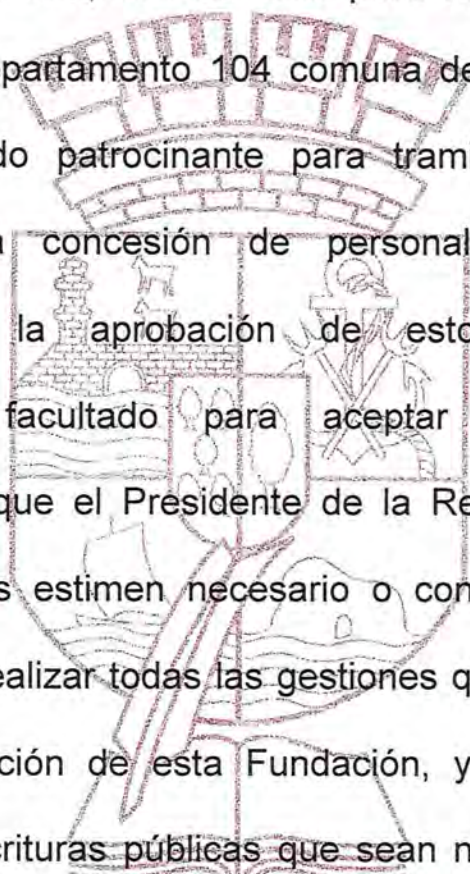 partamento 104 comuna de
do patrocinante para trami
concesión de personal
la aprobación de esto
facultado para aceptar
que el Presidente de la Re
s estimen necesario o con
ealizar todas las gestiones q
ción de esta Fundación, y
crituras públicas que sean n